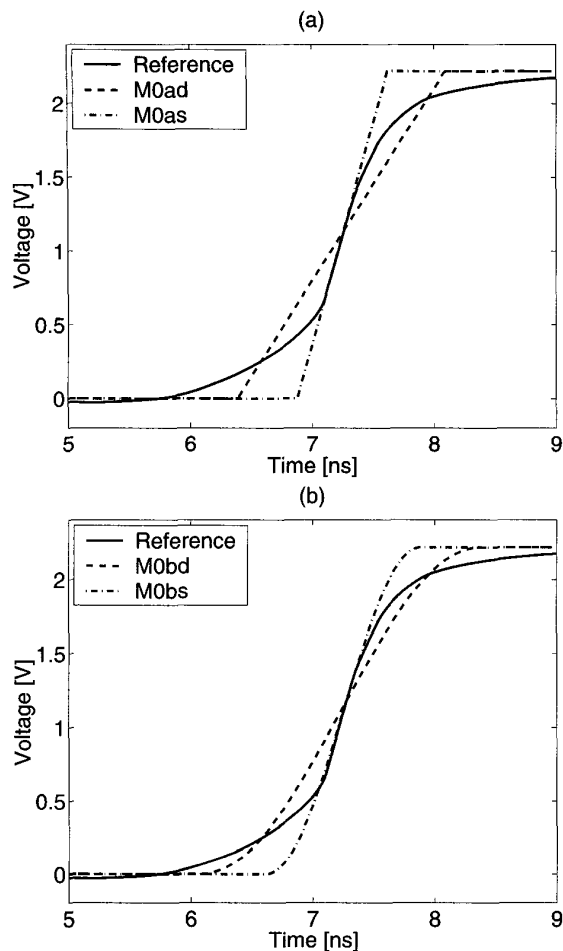 (a)
Reference
M0ad
M0as
Voltage [V]
2
1.5
1
0.5
0
5 6 7 8 9
Time [ns]
(b)
Reference
M0bd
M0bs
Voltage [V]
2
1.5
1
0.5
0
5 6 7 8 9
Time [ns]